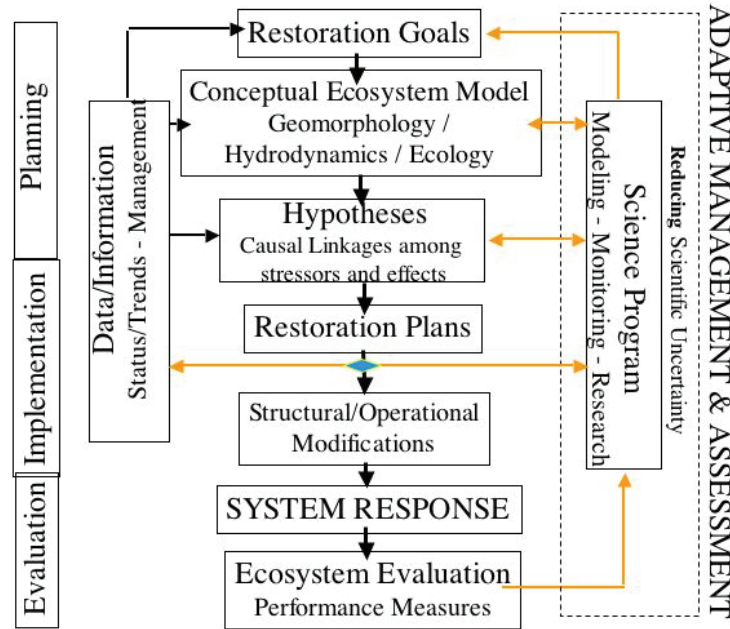 Restoration Goals
Conceptual Ecosystem Model
Geomorphology /
Hydrodynamics / Ecology
Hypotheses
Causal Linkages among
stressors and effects
Restoration Plans
Structural/Operational
Modifications
SYSTEM RESPONSE
Ecosystem Evaluation
Performance Measures
Planning
Implementation
Evaluation
Data/Information
Status/Trends - Management
Science Program
Modeling - Monitoring - Research
Reducing Scientific Uncertainty
ADAPTIVE MANAGEMENT & ASSESSMENT